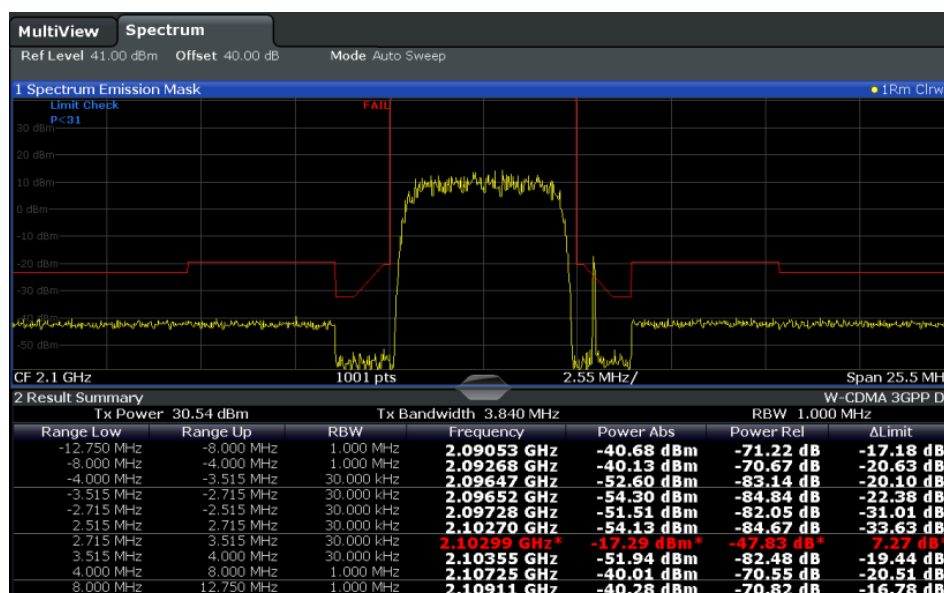 MultiView Spectrum
Ref Level 41.00 dBm Offset 40.00 dB Mode Auto Sweep
1 Spectrum Emission Mask 1Rm Clrw
Limit Check FAIL
P<31
30 dBm
20 dBm
10 dBm
0 dBm
-10 dBm
-20 dBm
-30 dBm
-40 dBm
-50 dBm
CF 2.1 GHz 1001 pts 2.55 MHz/ Span 25.5 MH
2 Result Summary W-CDMA 3GPP D
Tx Power 30.54 dBm Tx Bandwidth 3.840 MHz RBW 1.000 MHz
Range Low Range Up RBW Frequency Power Abs Power Rel ΔLimit
-12.750 MHz -8.000 MHz 1.000 MHz 2.09053 GHz -40.68 dBm -71.22 dB -17.18 dB
-8.000 MHz -4.000 MHz 1.000 MHz 2.09268 GHz -40.13 dBm -70.67 dB -20.63 dB
-4.000 MHz -3.515 MHz 30.000 kHz 2.09647 GHz -52.60 dBm -83.14 dB -20.10 dB
-3.515 MHz -2.715 MHz 30.000 kHz 2.09652 GHz -54.30 dBm -84.84 dB -22.38 dB
-2.715 MHz -2.515 MHz 30.000 kHz 2.09728 GHz -51.51 dBm -82.05 dB -31.01 dB
2.515 MHz 2.715 MHz 30.000 kHz 2.10270 GHz -54.13 dBm -84.67 dB -33.63 dB
2.715 MHz 3.515 MHz 30.000 kHz 2.10299 GHz* -17.29 dBm* -47.83 dB* 7.27 dB*
3.515 MHz 4.000 MHz 30.000 kHz 2.10355 GHz -51.94 dBm -82.48 dB -19.44 dB
4.000 MHz 8.000 MHz 1.000 MHz 2.10725 GHz -40.01 dBm -70.55 dB -20.51 dB
8.000 MHz 12.750 MHz 1.000 MHz 2.10911 GHz -40.28 dBm -70.82 dB -16.78 dB